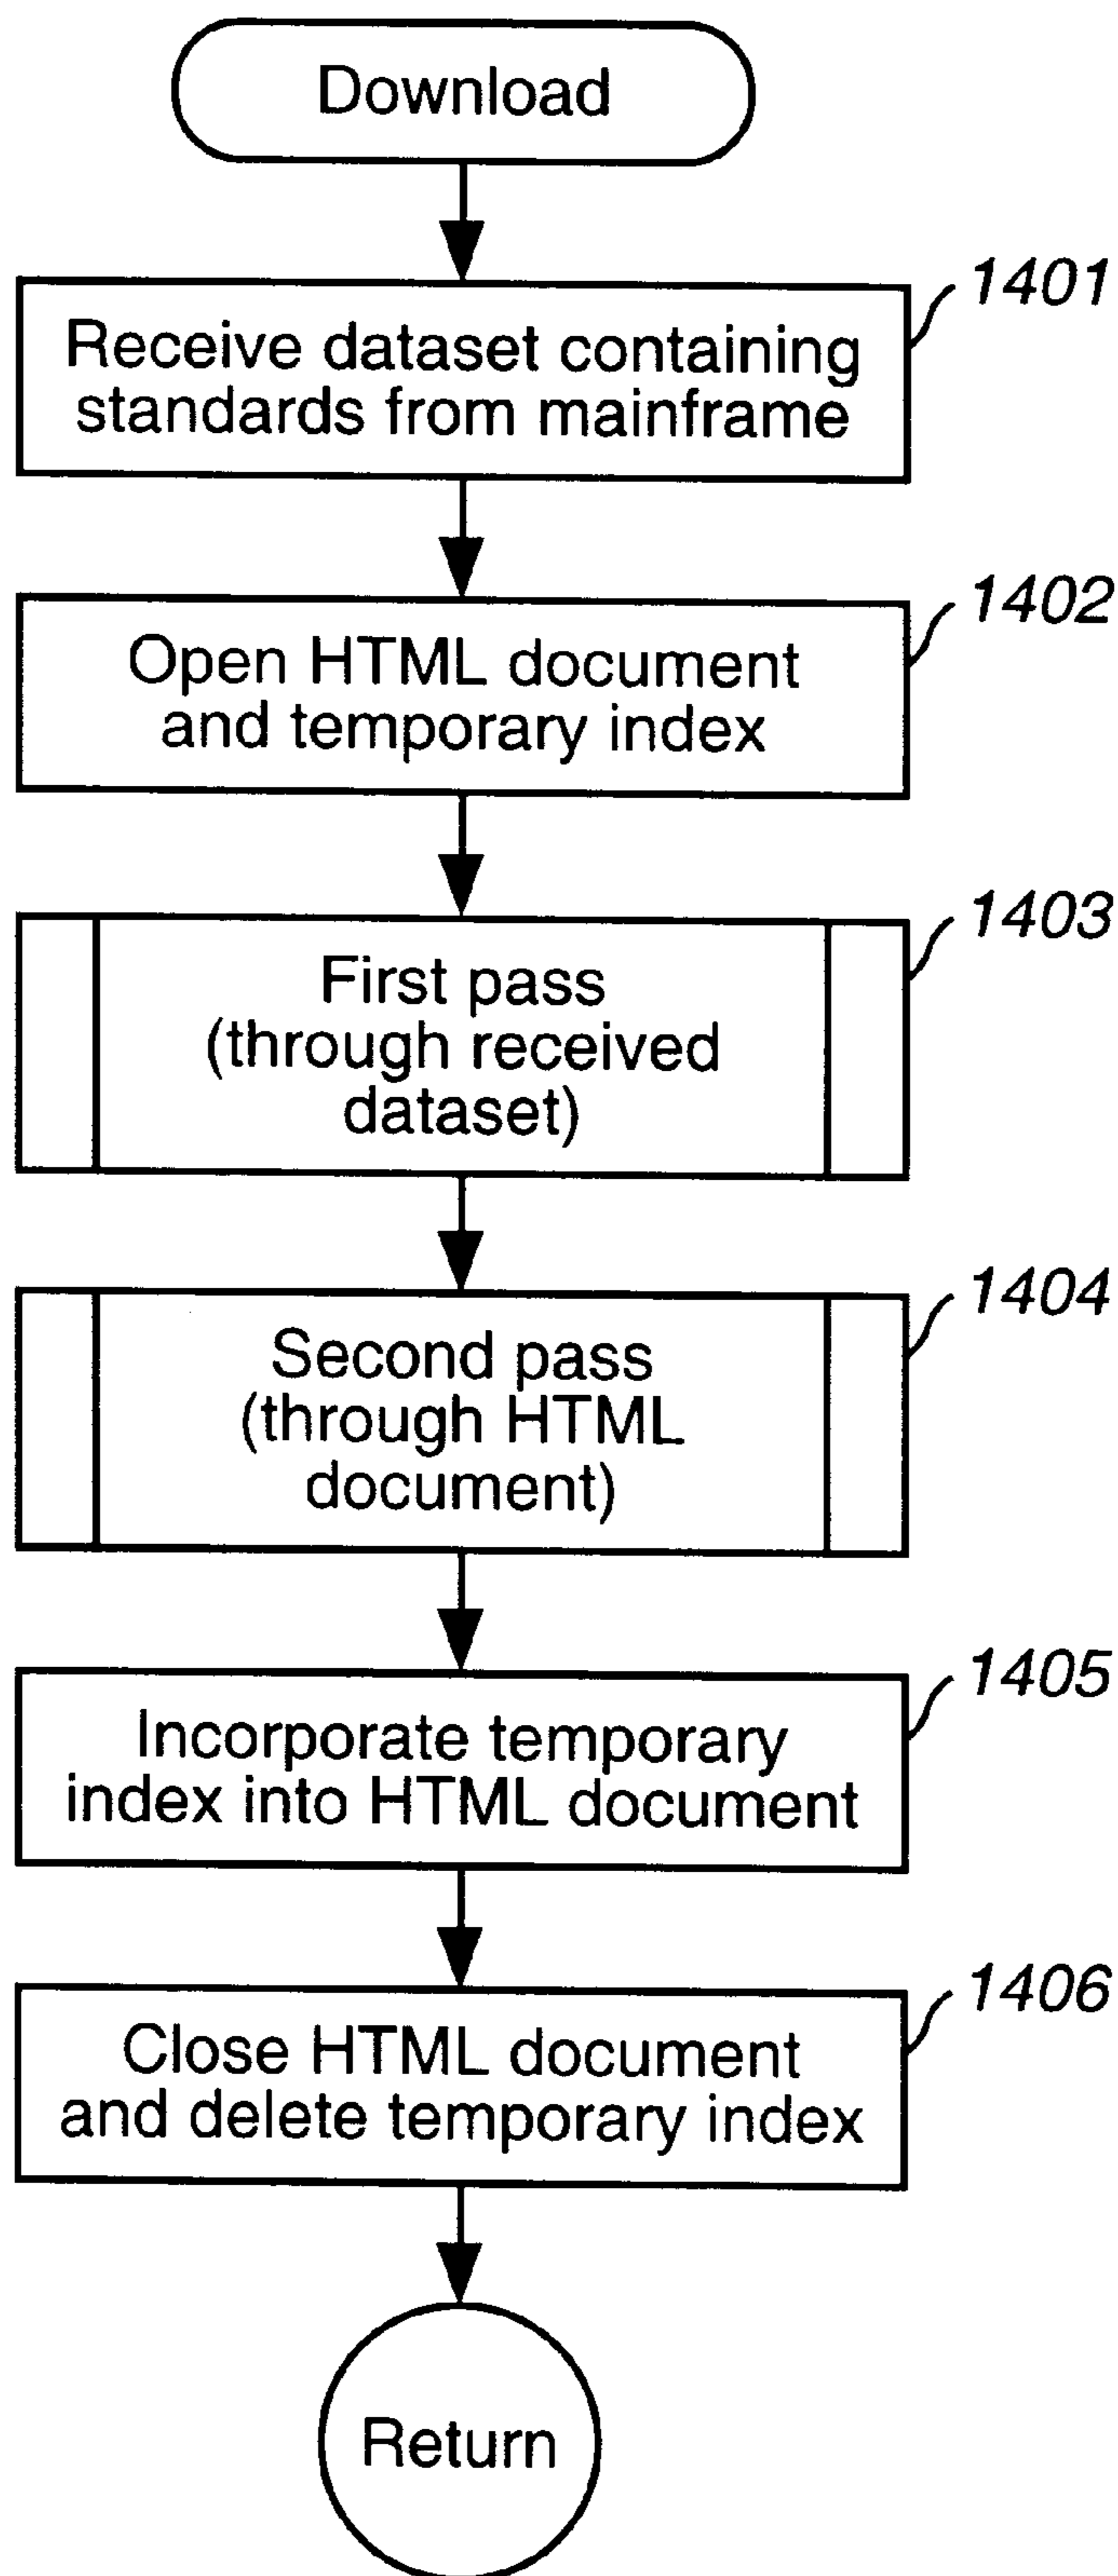 Download
1401
Receive dataset containing
standards from mainframe
1402
Open HTML document
and temporary index
1403
First pass
(through received
dataset)
1404
Second pass
(through HTML
document)
1405
Incorporate temporary
index into HTML document
1406
Close HTML document
and delete temporary index
Return